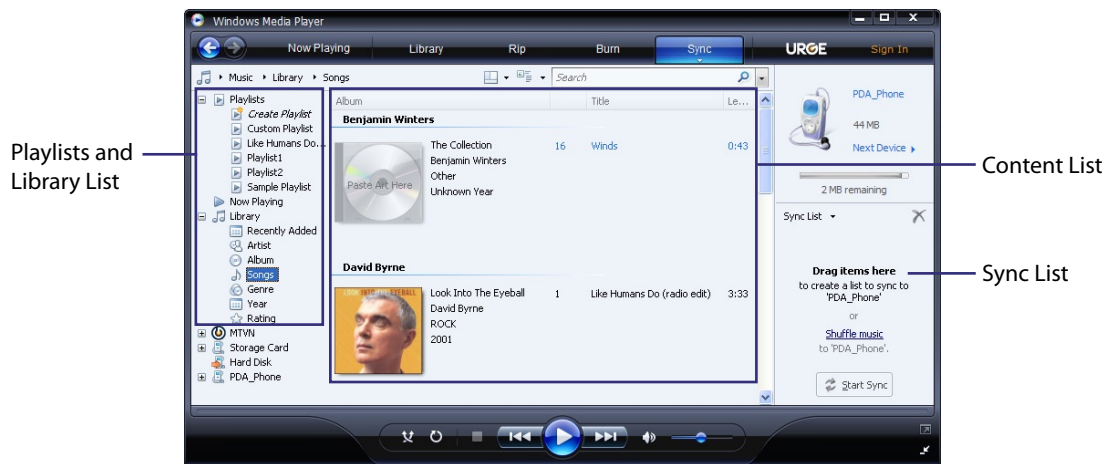 Windows Media Player
Now Playing Library Rip Burn Sync URGE Sign In
Music Library Songs Search
Playlists
Create Playlist
Custom Playlist
Like Humans Do...
Playlist1
Playlist2
Sample Playlist
Now Playing
Library
Recently Added
Artist
Album
Songs
Genre
Year
Rating
MTVN
Storage Card
Hard Disk
PDA_Phone
Playlists and
Library List
Album Title Le...
Benjamin Winters
Paste Art Here
The Collection 16 Winds 0:43
Benjamin Winters
Other
Unknown Year
David Byrne
LOOK INTO THE EYEBALL
Look Into The Eyeball 1 Like Humans Do (radio edit) 3:33
David Byrne
ROCK
2001
Content List
PDA_Phone
44 MB
Next Device
2 MB remaining
Sync List
Drag items here
to create a list to sync to
'PDA_Phone'
or
Shuffle music
to 'PDA_Phone'.
Start Sync
Sync List